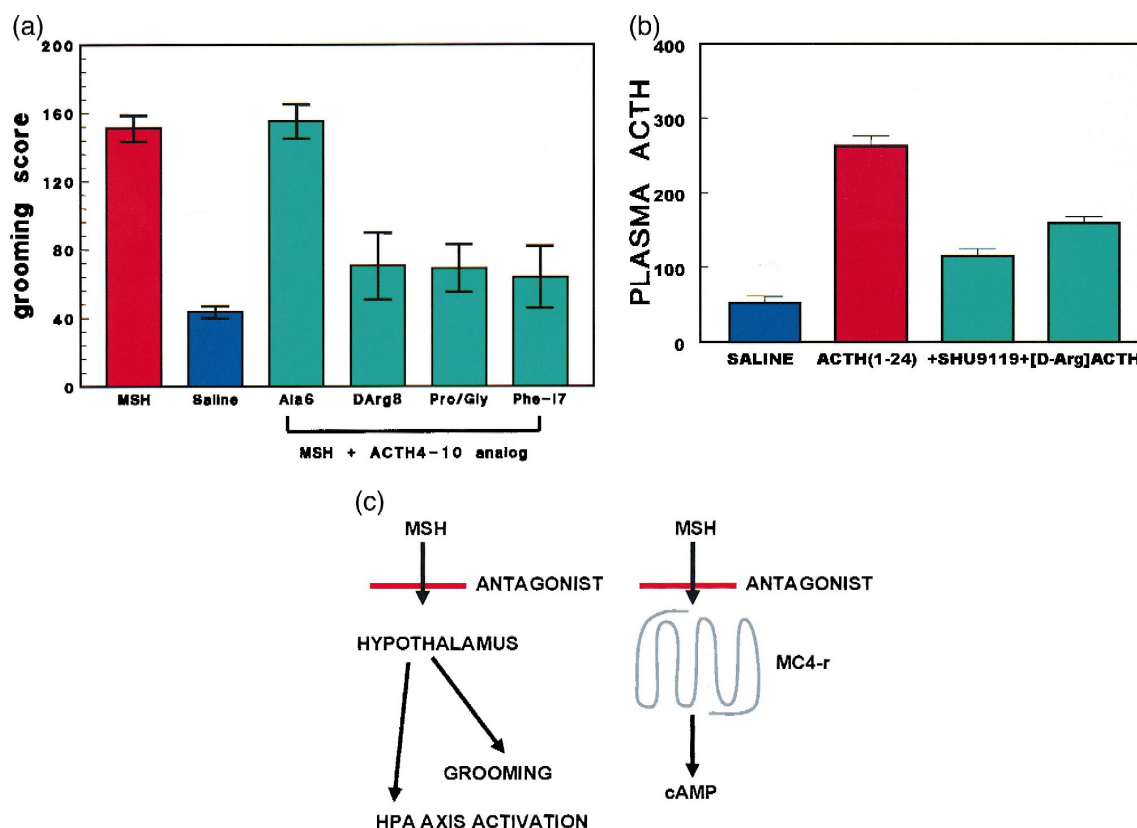 (a)
grooming score
200
160
120
80
40
0
MSH Saline Ala6 DArg8 Pro/Gly Phe-I7
MSH + ACTH4-10 analog
(b)
PLASMA ACTH
400
300
200
100
0
SALINE ACTH(1-24) +SHU9119+[D-Arg]ACTH
(c)
MSH
ANTAGONIST
HYPOTHALAMUS
GROOMING
HPA AXIS ACTIVATION
MSH
ANTAGONIST
MC4-r
cAMP